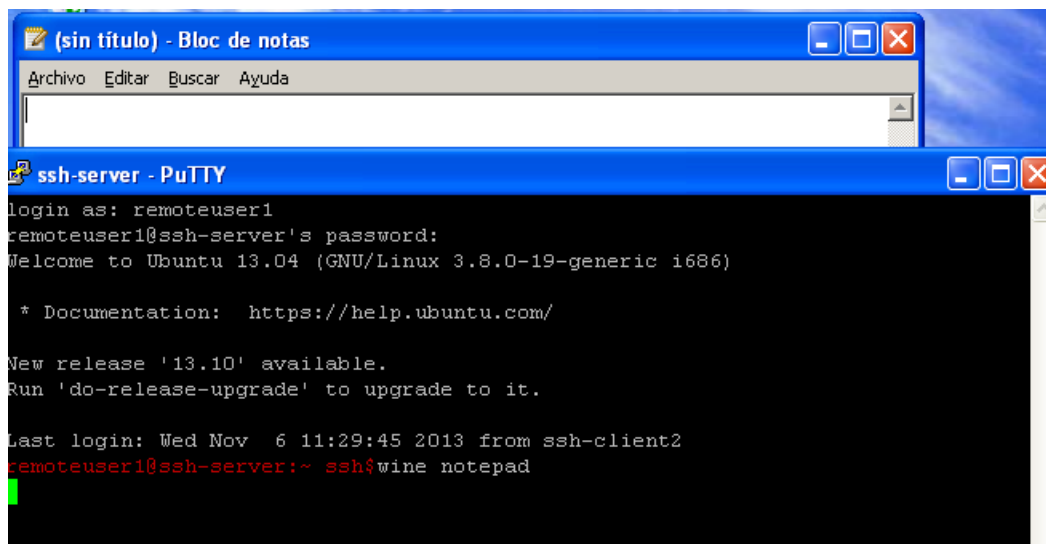 (sin título) - Bloc de notas
Archivo Editar Buscar Ayuda
ssh-server - PuTTY
login as: remoteuser1
remoteuser1@ssh-server's password:
Welcome to Ubuntu 13.04 (GNU/Linux 3.8.0-19-generic i686)
* Documentation: https://help.ubuntu.com/
New release '13.10' available.
Run 'do-release-upgrade' to upgrade to it.
Last login: Wed Nov 6 11:29:45 2013 from ssh-client2
remoteuser1@ssh-server:~ ssh$wine notepad